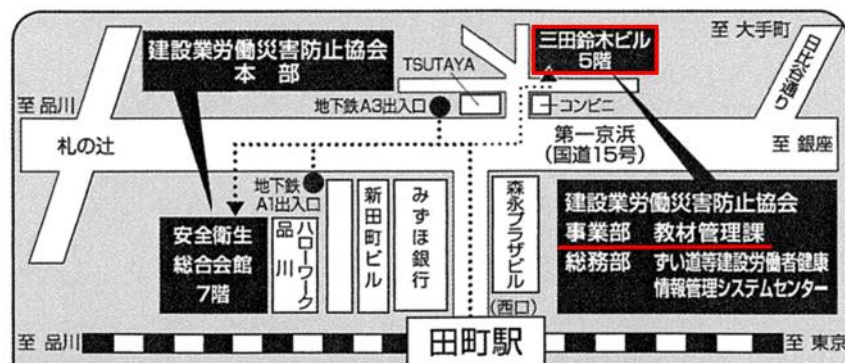 建設業労働災害防止協会
本部
三田鈴木ビル
5階
至 大手町
日比谷通り
TSUTAYA
至 品川
地下鉄A3出入口
コンビニ
札の辻
第一京浜
(国道15号)
至 銀座
地下鉄
A1出入口
安全衛生
総合会館
7階
ハローワーク
品川
新田町ビル
みずほ銀行
森永プラザビル
建設業労働災害防止協会
事業部 教材管理課
総務部 ずい道等建設労働者健康
情報管理システムセンター
(西口)
至 品川
田町駅
至 東京